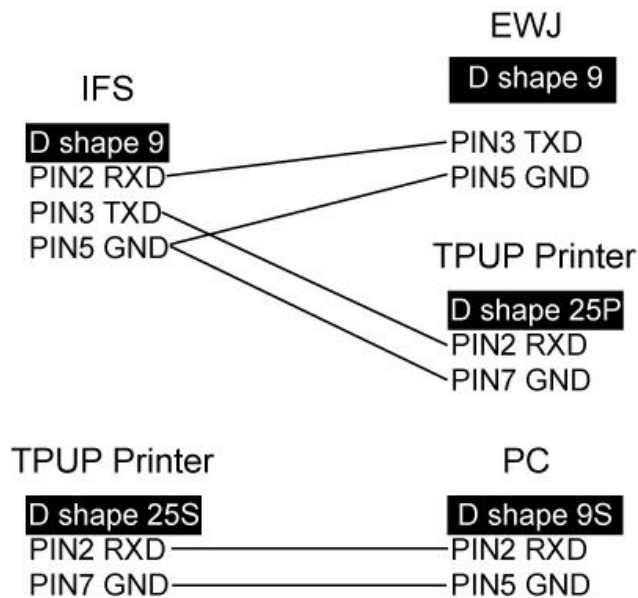 IFS
D shape 9
PIN2 RXD
PIN3 TXD
PIN5 GND
EWJ
D shape 9
PIN3 TXD
PIN5 GND
TPUP Printer
D shape 25P
PIN2 RXD
PIN7 GND
TPUP Printer
D shape 25S
PIN2 RXD
PIN7 GND
PC
D shape 9S
PIN2 RXD
PIN5 GND